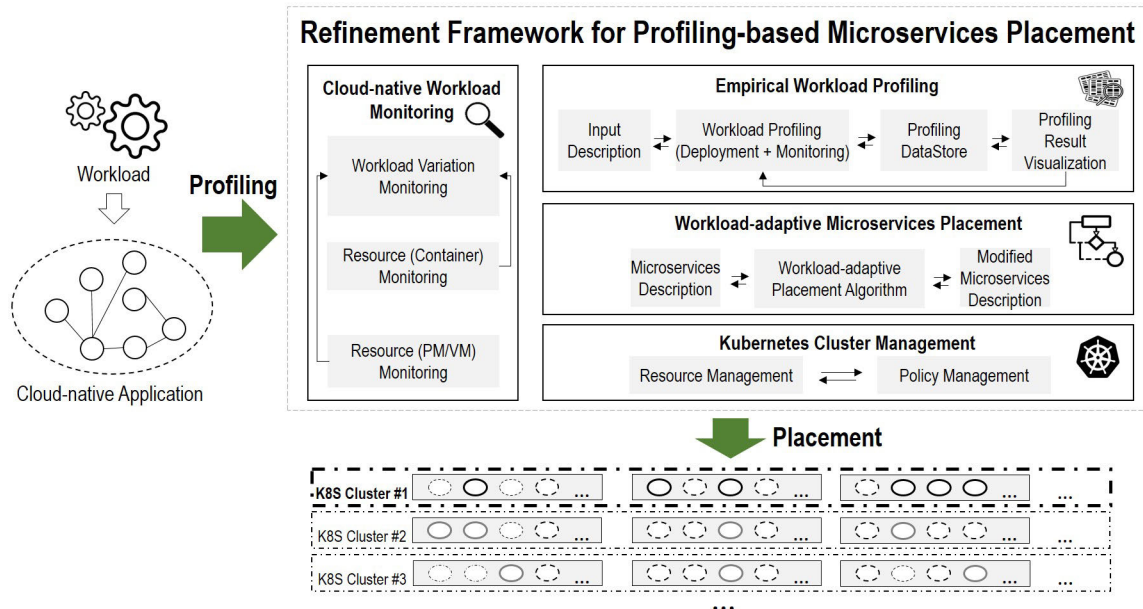 Refinement Framework for Profiling-based Microservices Placement
Workload
Profiling
Cloud-native Application
Cloud-native Workload
Monitoring
Workload Variation
Monitoring
Resource (Container)
Monitoring
Resource (PM/VM)
Monitoring
Empirical Workload Profiling
Input
Description
Workload Profiling
(Deployment + Monitoring)
Profiling
DataStore
Profiling
Result
Visualization
Workload-adaptive Microservices Placement
Microservices
Description
Workload-adaptive
Placement Algorithm
Modified
Microservices
Description
Kubernetes Cluster Management
Resource Management
Policy Management
Placement
K8S Cluster #1
...
...
...
...
K8S Cluster #2
...
...
...
...
K8S Cluster #3
...
...
...
...
...